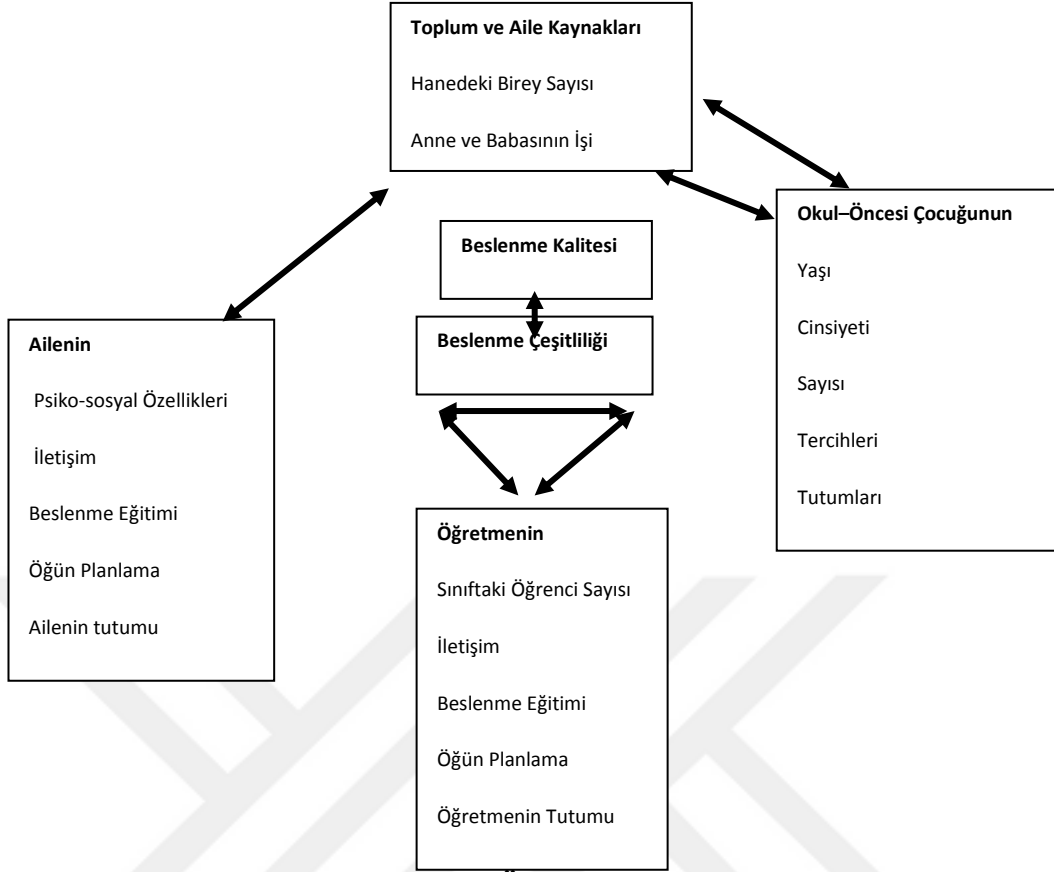 Toplum ve Aile Kaynakları
Hanedeki Birey Sayısı
Anne ve Babasının İşi
Okul–Öncesi Çocuğunun
Yaşı
Cinsiyeti
Sayısı
Tercihleri
Tutumları
Beslenme Kalitesi
Beslenme Çeşitliliği
Ailenin
Psiko-sosyal Özellikleri
İletişim
Beslenme Eğitimi
Öğün Planlama
Ailenin tutumu
Öğretmenin
Sınıftaki Öğrenci Sayısı
İletişim
Beslenme Eğitimi
Öğün Planlama
Öğretmenin Tutumu